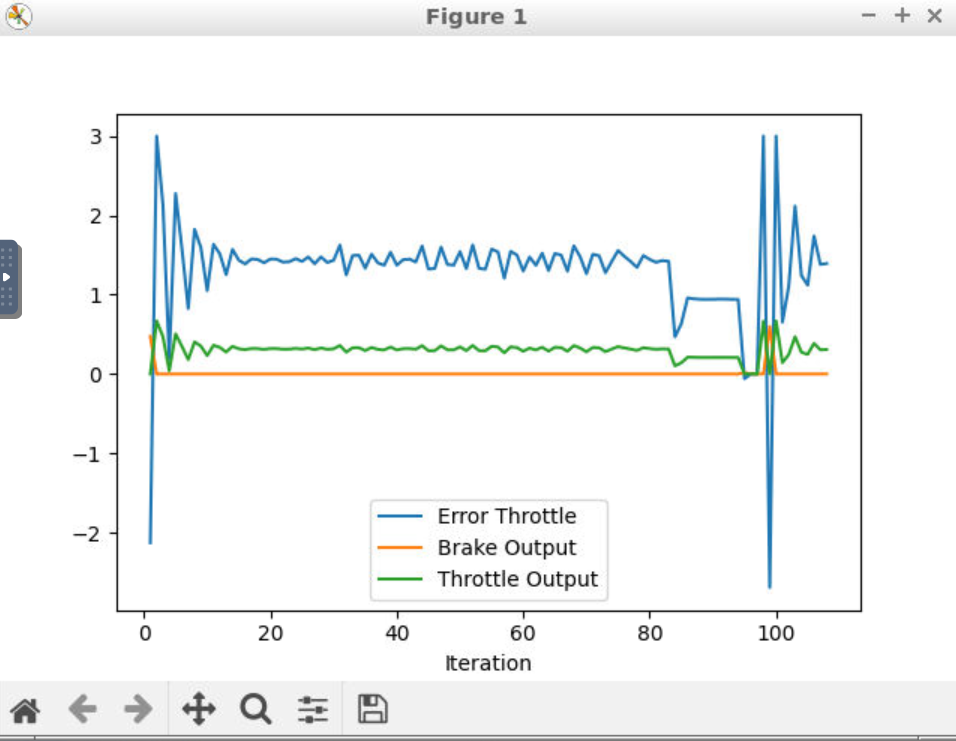 Figure 1
3
2
1
0
−1
−2
Error Throttle
Brake Output
Throttle Output
0 20 40 60 80 100
Iteration